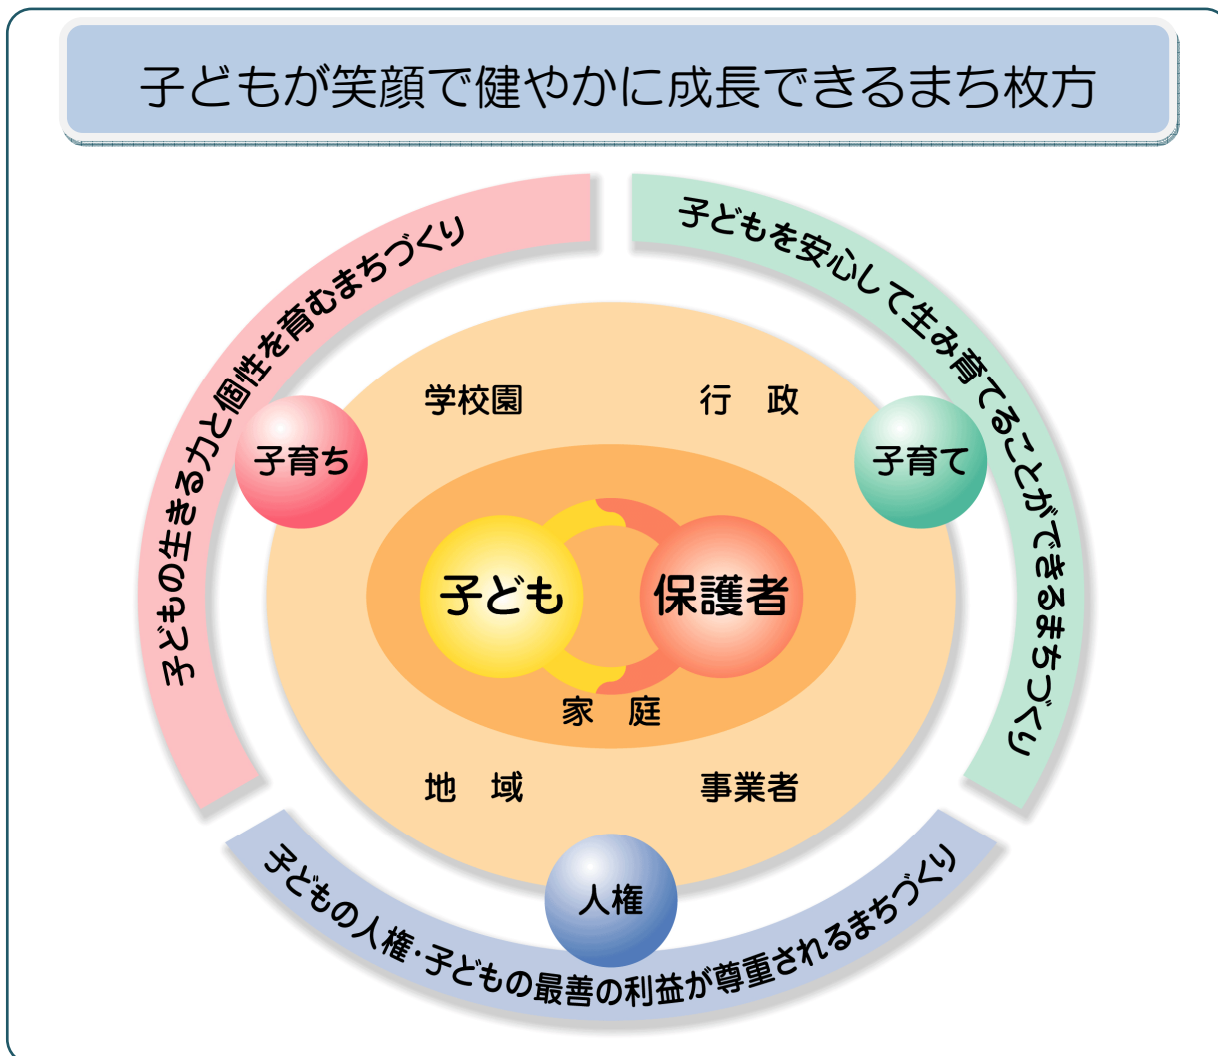 子どもが笑顔で健やかに成長できるまち枚方
子どもの生きる力と個性を育むまちづくり
子どもを安心して生み育てることができるまちづくり
学校園
行　政
子育ち
子育て
子ども
保護者
家　庭
地　域
事業者
人権
子どもの人権・子どもの最善の利益が尊重されるまちづくり